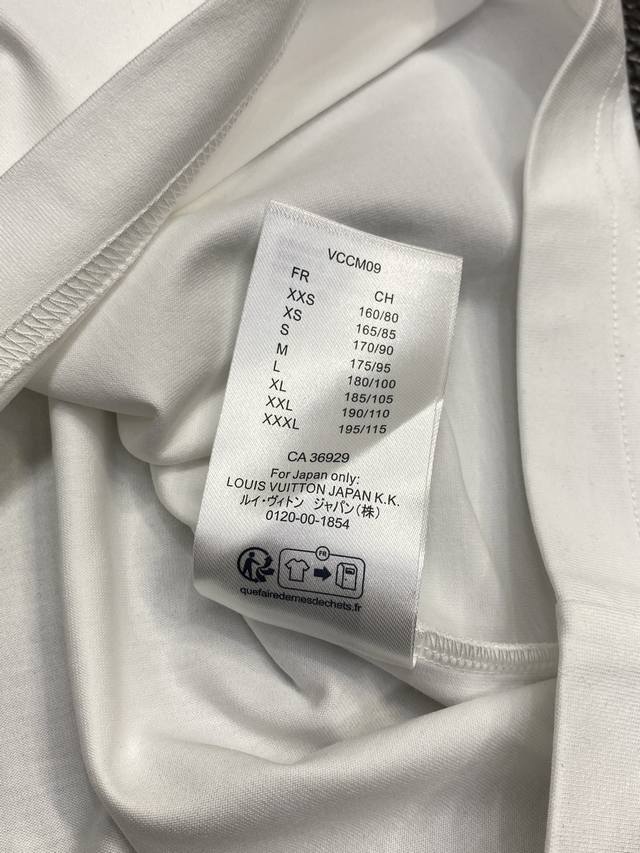 VCCM09
FR CH
XXS 160/80
XS 165/85
S 170/90
M 175/95
L 180/100
XL 185/105
XXL 190/110
XXXL 195/115
CA 36929
For Japan only:
LOUIS VUITTON JAPAN K.K.
ルイ・ヴィトン ジャパン(株)
0120-00-1854
FR
quefairedemesdechets.fr